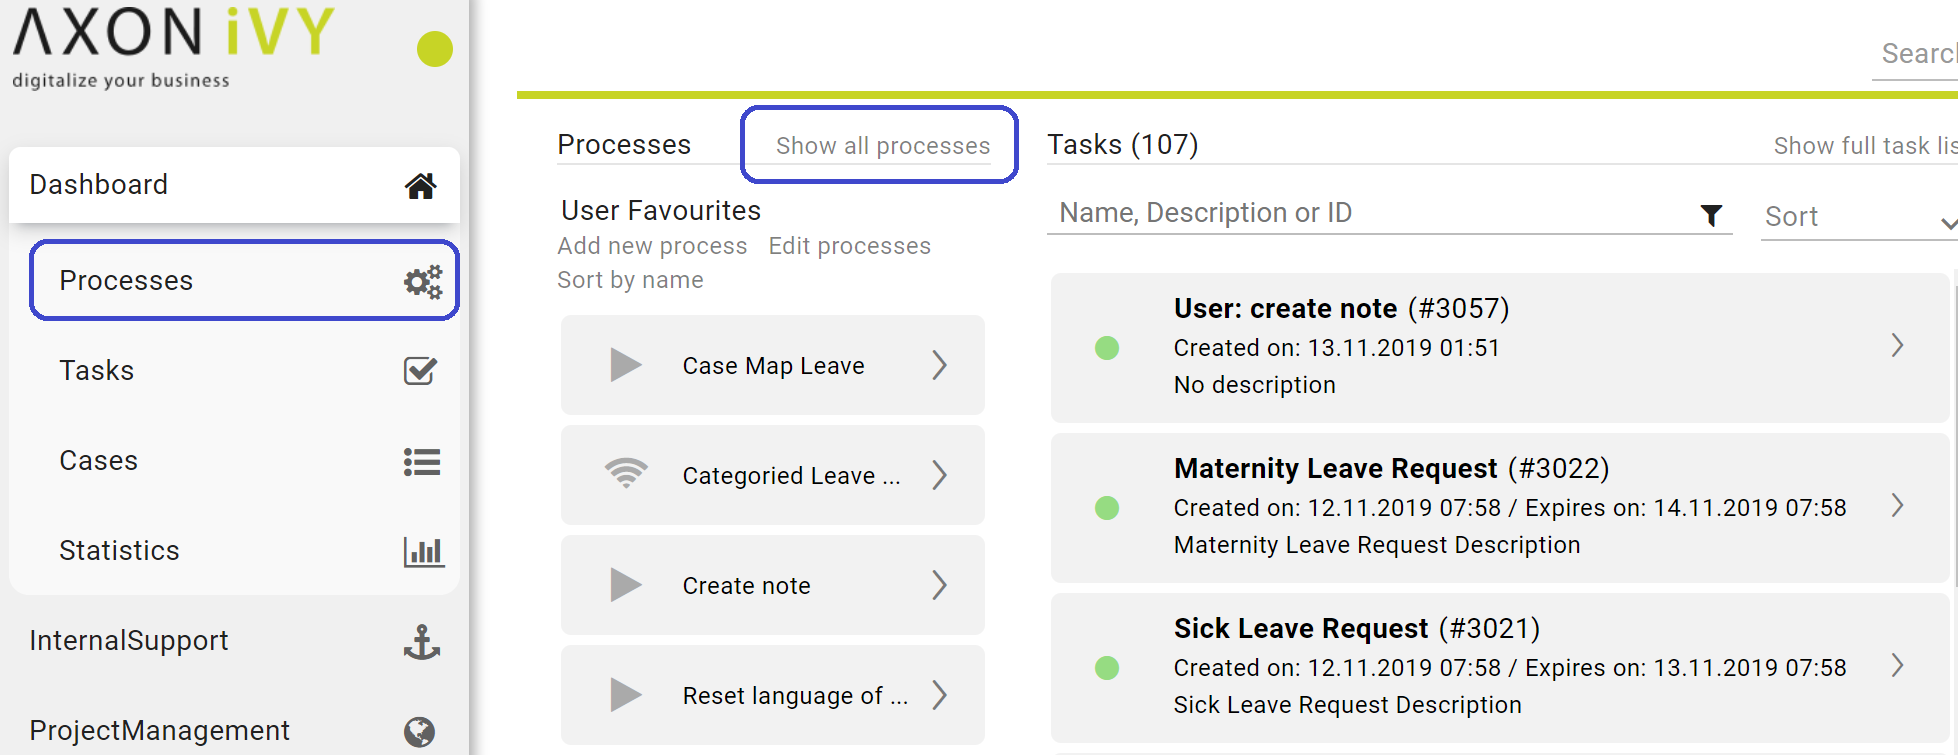 AXON iVY
digitalize your business
Dashboard
Processes
Tasks
Cases
Statistics
InternalSupport
ProjectManagement
Search
Processes
Show all processes
User Favourites
Add new process Edit processes
Sort by name
Case Map Leave
Categoried Leave ...
Create note
Reset language of ...
Tasks (107)
Show full task lis
Name, Description or ID
Sort
User: create note (#3057)
Created on: 13.11.2019 01:51
No description
Maternity Leave Request (#3022)
Created on: 12.11.2019 07:58 / Expires on: 14.11.2019 07:58
Maternity Leave Request Description
Sick Leave Request (#3021)
Created on: 12.11.2019 07:58 / Expires on: 13.11.2019 07:58
Sick Leave Request Description